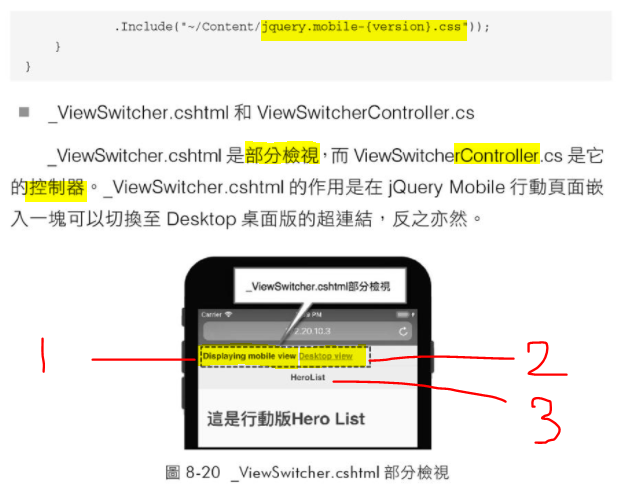 .Include("~/Content/jquery.mobile-{version}.css"));
}
}
■ _ViewSwitcher.cshtml 和 ViewSwitcherController.cs
_ViewSwitcher.cshtml 是部分檢視，而 ViewSwitcherController.cs 是它
的控制器。_ViewSwitcher.cshtml 的作用是在 jQuery Mobile 行動頁面嵌
入一塊可以切換至 Desktop 桌面版的超連結，反之亦然。
_ViewSwitcher.cshtml部分檢視
Carrier
PM
2.20.10.3
1
Displaying mobile view Desktop view
2
HeroList
3
這是行動版Hero List
圖 8-20 _ViewSwitcher.cshtml 部分檢視